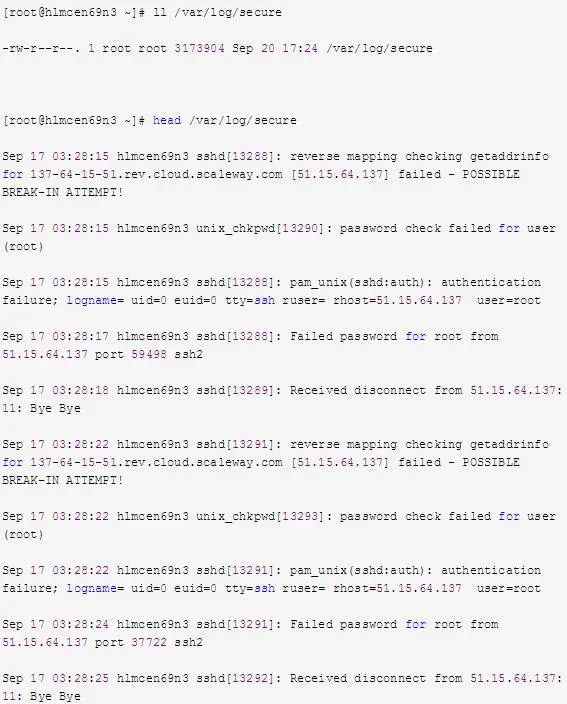 [root@hlmcen69n3 ~]# ll /var/log/secure
-rw-r--r--. 1 root root 3173904 Sep 20 17:24 /var/log/secure
[root@hlmcen69n3 ~]# head /var/log/secure
Sep 17 03:28:15 hlmcen69n3 sshd[13288]: reverse mapping checking getaddrinfo
for 137-64-15-51.rev.cloud.scaleway.com [51.15.64.137] failed - POSSIBLE
BREAK-IN ATTEMPT!
Sep 17 03:28:15 hlmcen69n3 unix_chkpwd[13290]: password check failed for user
(root)
Sep 17 03:28:15 hlmcen69n3 sshd[13288]: pam_unix(sshd:auth): authentication
failure; logname= uid=0 euid=0 tty=ssh ruser= rhost=51.15.64.137  user=root
Sep 17 03:28:17 hlmcen69n3 sshd[13288]: Failed password for root from
51.15.64.137 port 59498 ssh2
Sep 17 03:28:18 hlmcen69n3 sshd[13289]: Received disconnect from 51.15.64.137:
11: Bye Bye
Sep 17 03:28:22 hlmcen69n3 sshd[13291]: reverse mapping checking getaddrinfo
for 137-64-15-51.rev.cloud.scaleway.com [51.15.64.137] failed - POSSIBLE
BREAK-IN ATTEMPT!
Sep 17 03:28:22 hlmcen69n3 unix_chkpwd[13293]: password check failed for user
(root)
Sep 17 03:28:22 hlmcen69n3 sshd[13291]: pam_unix(sshd:auth): authentication
failure; logname= uid=0 euid=0 tty=ssh ruser= rhost=51.15.64.137  user=root
Sep 17 03:28:24 hlmcen69n3 sshd[13291]: Failed password for root from
51.15.64.137 port 37722 ssh2
Sep 17 03:28:25 hlmcen69n3 sshd[13292]: Received disconnect from 51.15.64.137:
11: Bye Bye